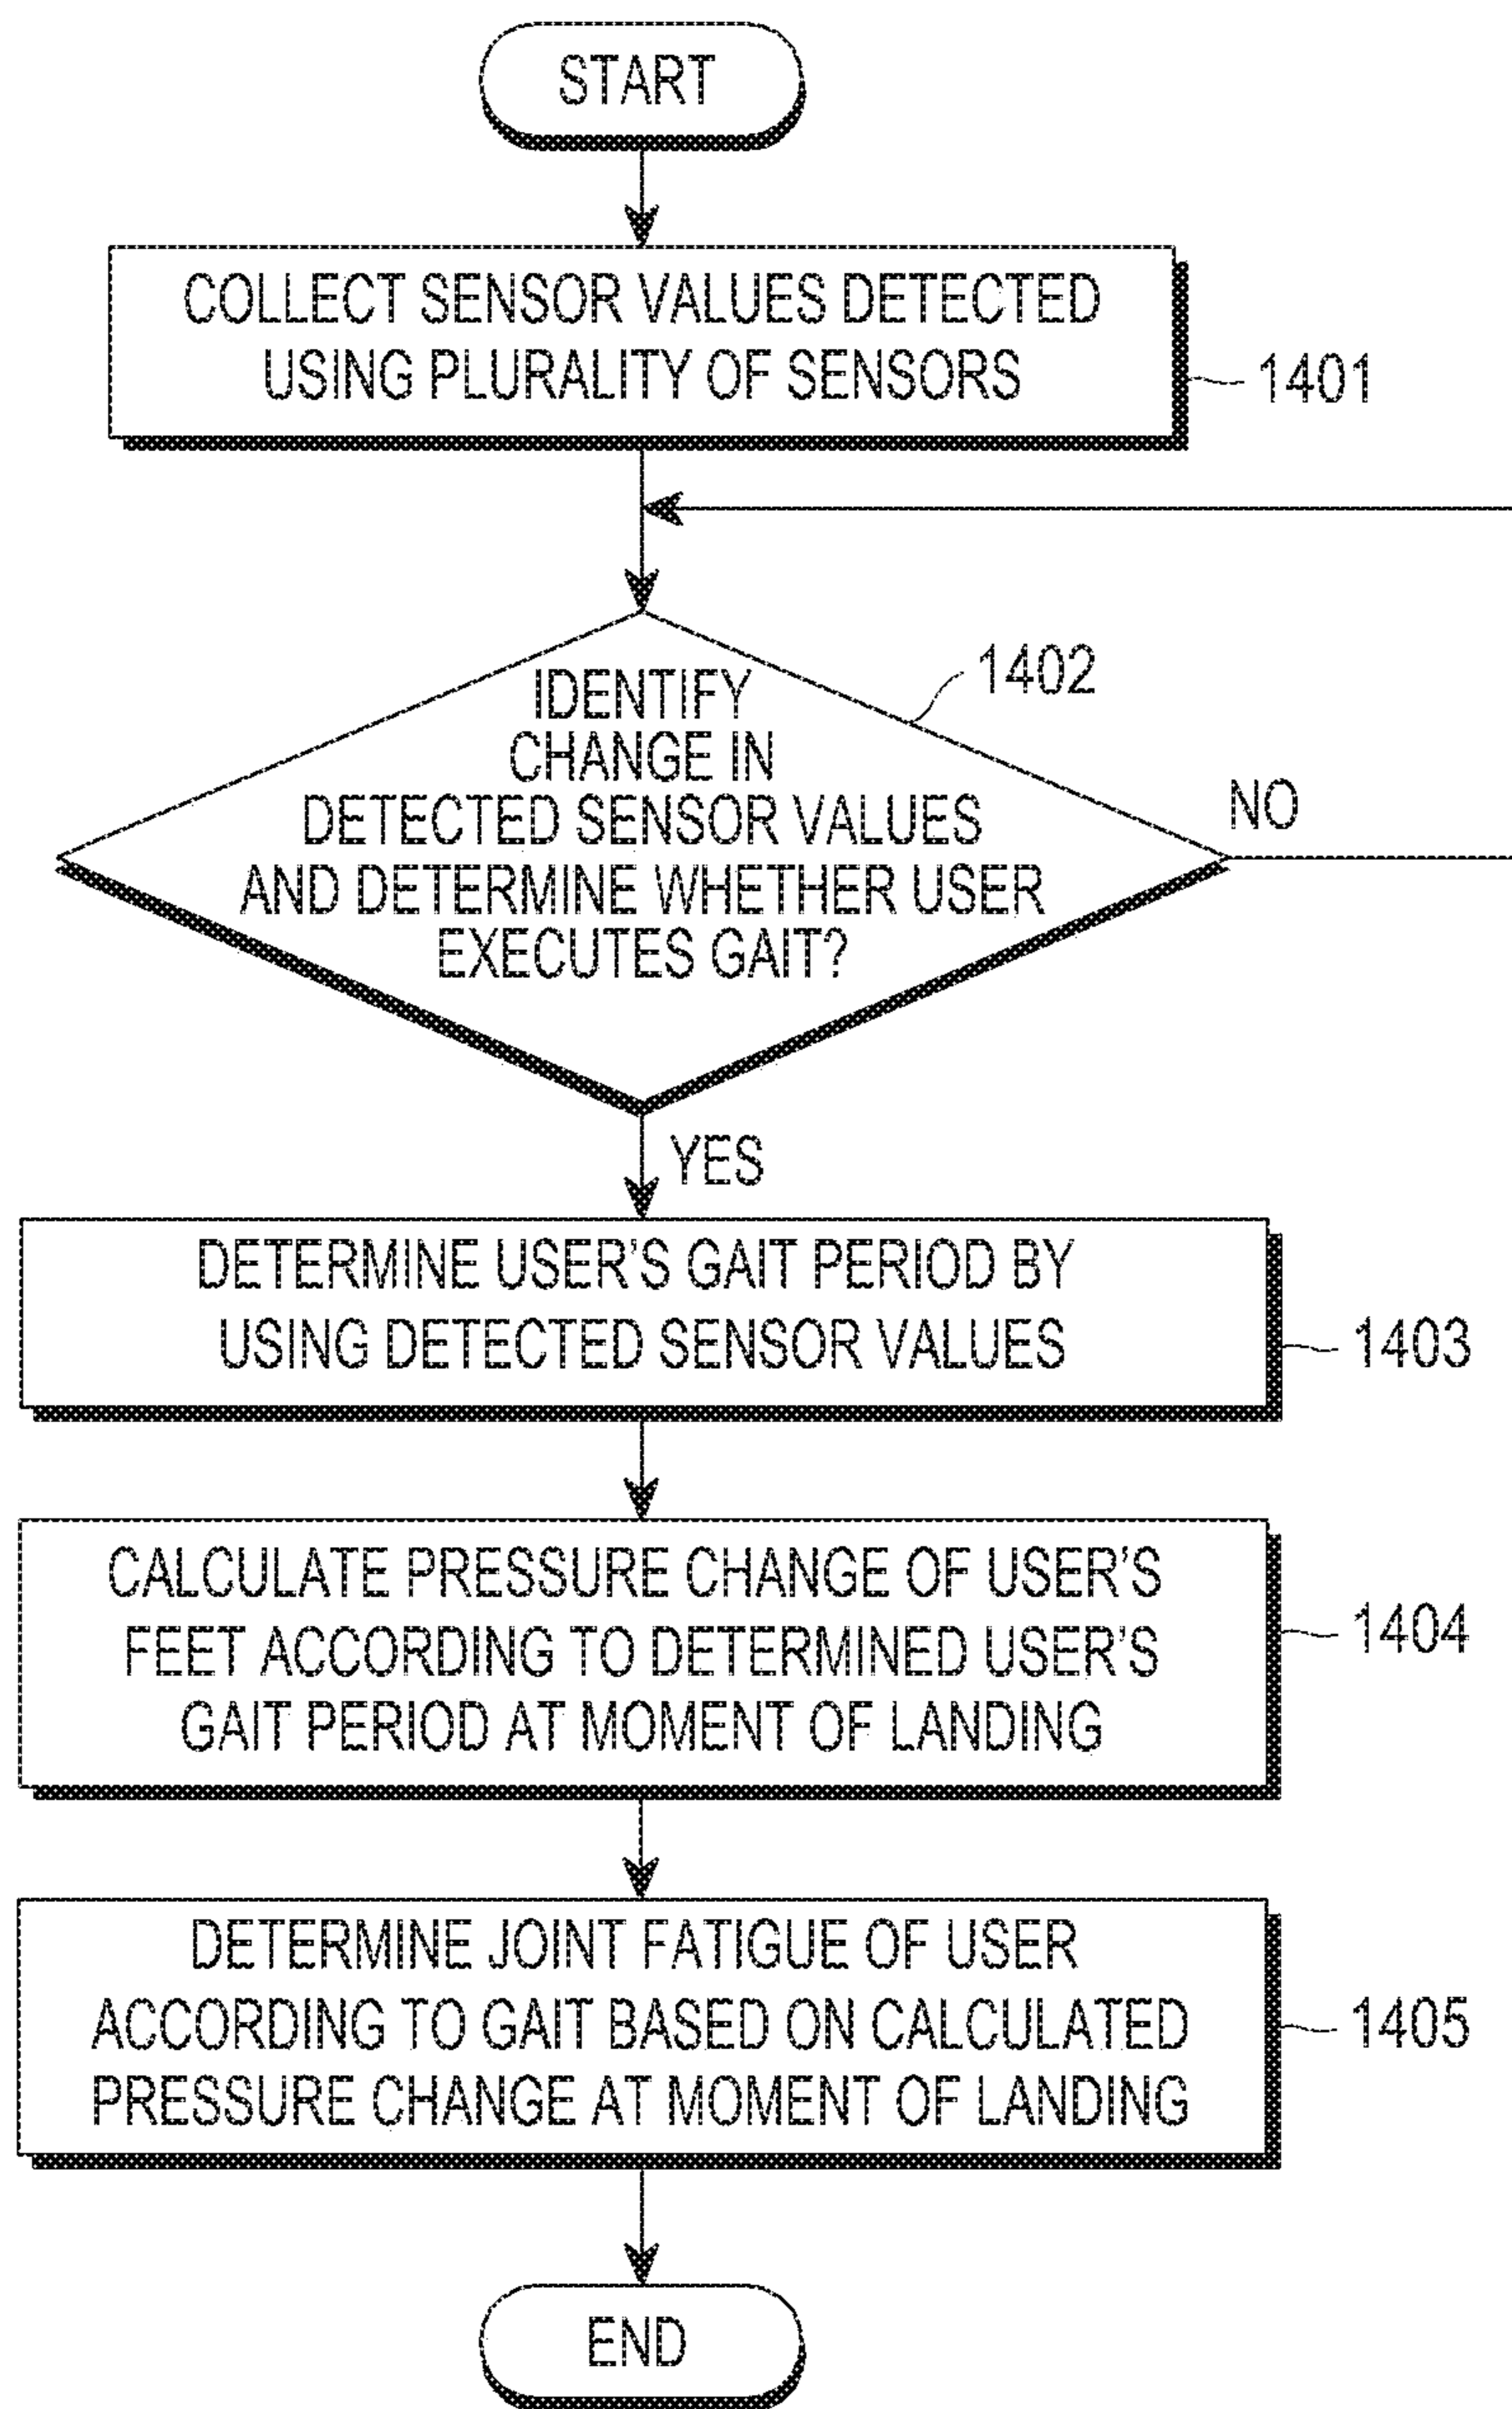 START
COLLECT SENSOR VALUES DETECTED
USING PLURALITY OF SENSORS
1401
IDENTIFY
CHANGE IN
DETECTED SENSOR VALUES
AND DETERMINE WHETHER USER
EXECUTES GAIT?
1402
NO
YES
DETERMINE USER'S GAIT PERIOD BY
USING DETECTED SENSOR VALUES
1403
CALCULATE PRESSURE CHANGE OF USER'S
FEET ACCORDING TO DETERMINED USER'S
GAIT PERIOD AT MOMENT OF LANDING
1404
DETERMINE JOINT FATIGUE OF USER
ACCORDING TO GAIT BASED ON CALCULATED
PRESSURE CHANGE AT MOMENT OF LANDING
1405
END